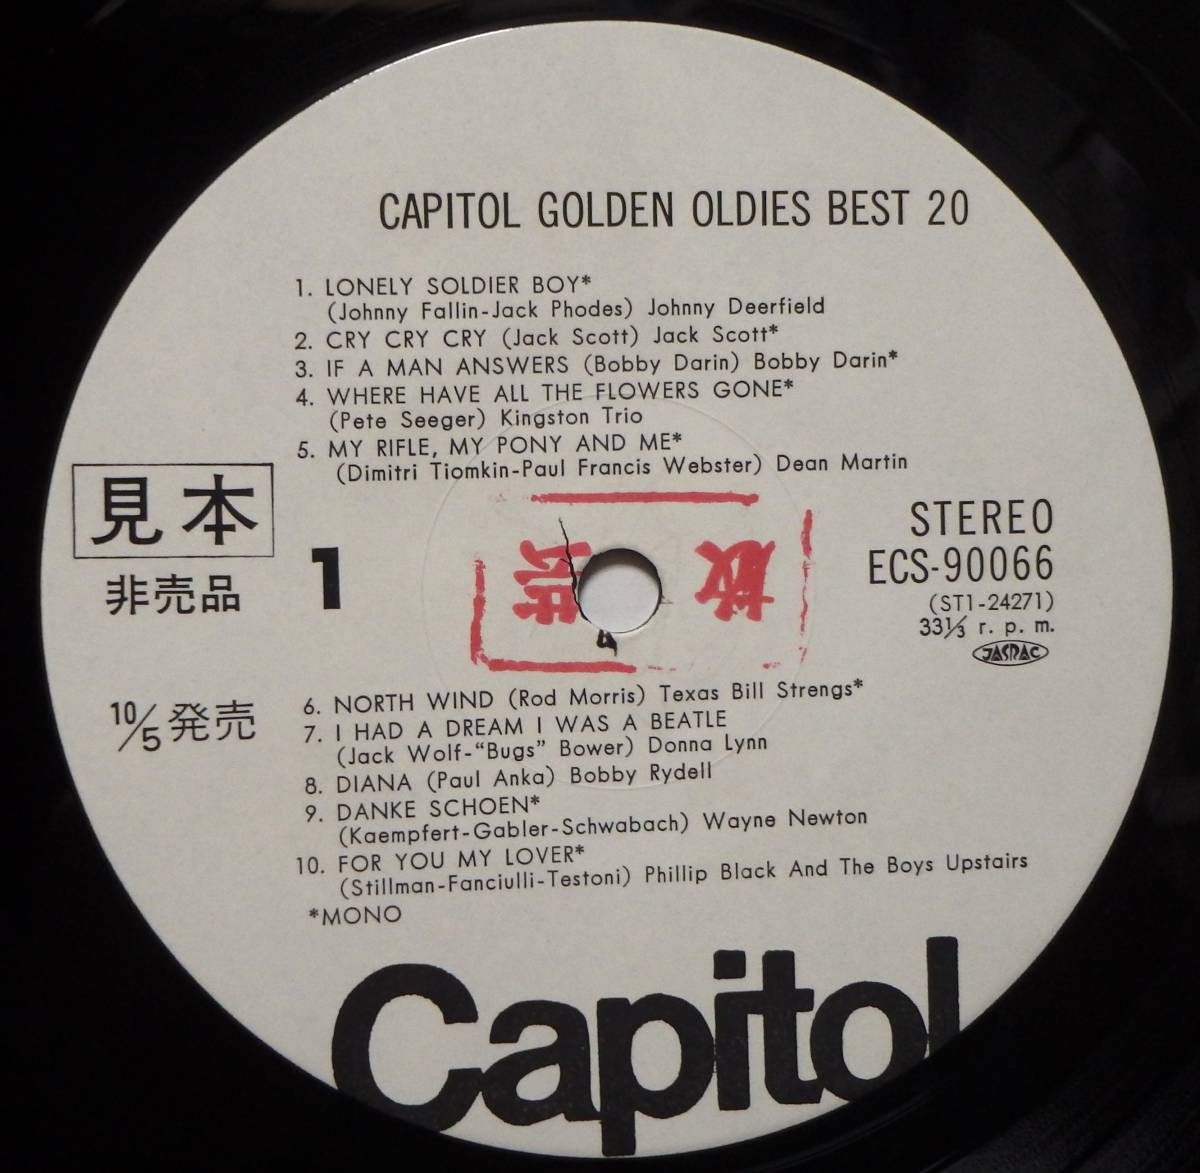 CAPITOL GOLDEN OLDIES BEST 20
1. LONELY SOLDIER BOY*
(Johnny Fallin-Jack Phodes) Johnny Deerfield
2. CRY CRY CRY (Jack Scott) Jack Scott*
3. IF A MAN ANSWERS (Bobby Darin) Bobby Darin*
4. WHERE HAVE ALL THE FLOWERS GONE*
(Pete Seeger) Kingston Trio
5. MY RIFLE, MY PONY AND ME*
(Dimitri Tiomkin-Paul Francis Webster) Dean Martin
見本
非売品
1
放芸
STEREO
ECS-90066
(ST1-24271)
33⅓ r. p. m.
JASRAC
10/5発売
6. NORTH WIND (Rod Morris) Texas Bill Strengs*
7. I HAD A DREAM I WAS A BEATLE
(Jack Wolf-“Bugs” Bower) Donna Lynn
8. DIANA (Paul Anka) Bobby Rydell
9. DANKE SCHOEN*
(Kaempfert-Gabler-Schwabach) Wayne Newton
10. FOR YOU MY LOVER*
(Stillman-Fanciulli-Testoni) Phillip Black And The Boys Upstairs
*MONO
Capitol